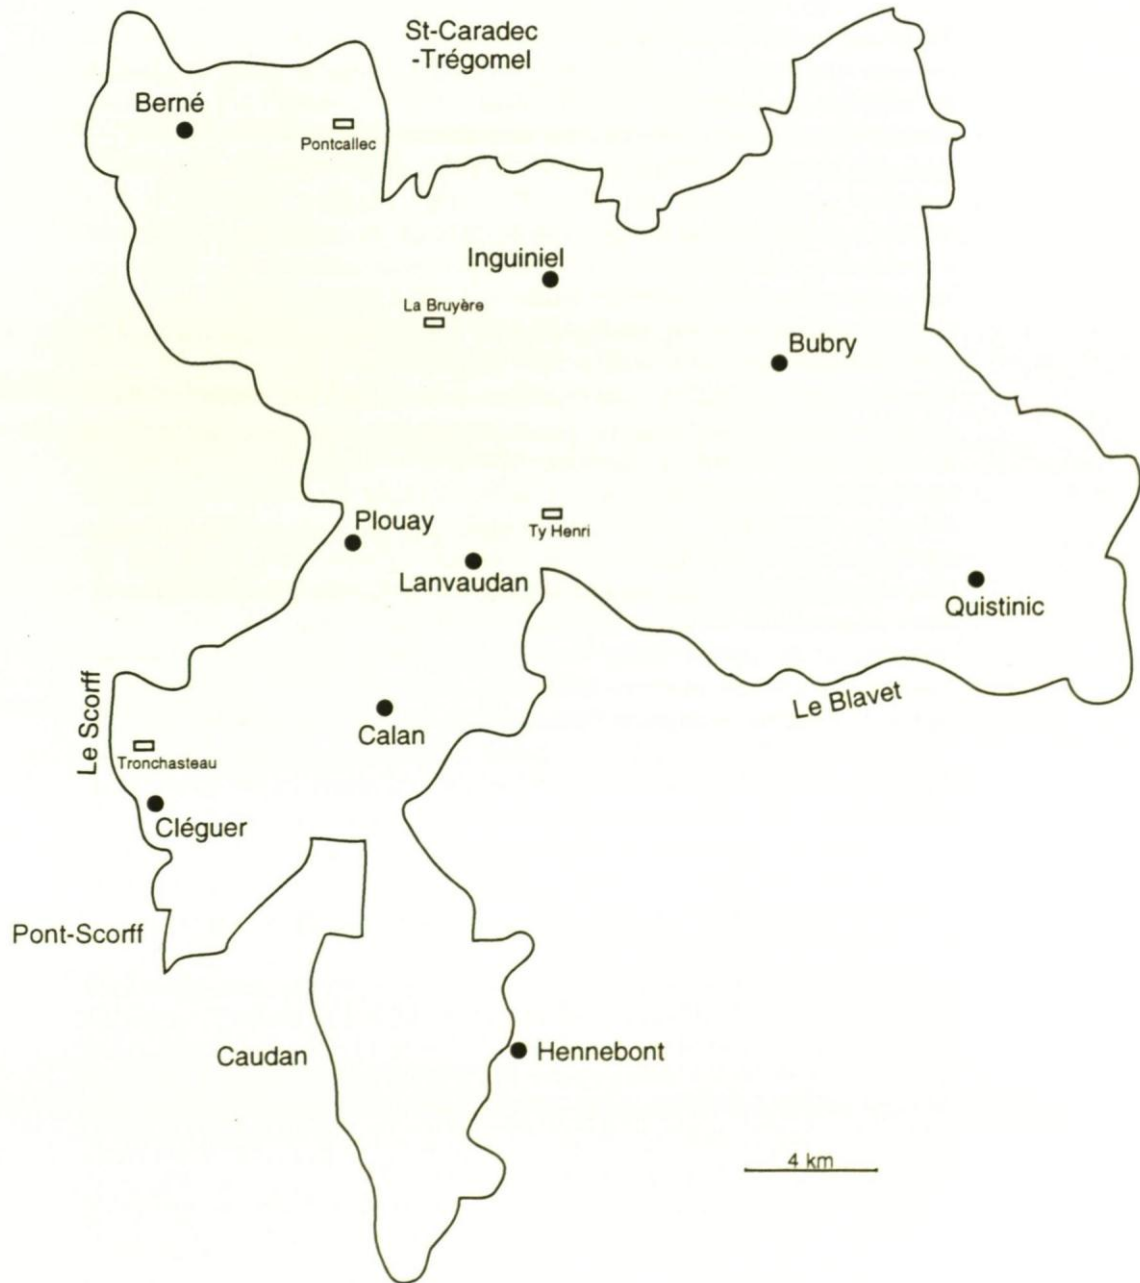 St-Caradec
-Trégomel
Berné
Pontcallec
Inguiniel
La Bruyère
Bubry
Plouay
Ty Henri
Lanvaudan
Quistinic
Le Scorff
Le Blavet
Calan
Tronchasteau
Cléguer
Pont-Scorff
Caudan
Hennebont
4 km